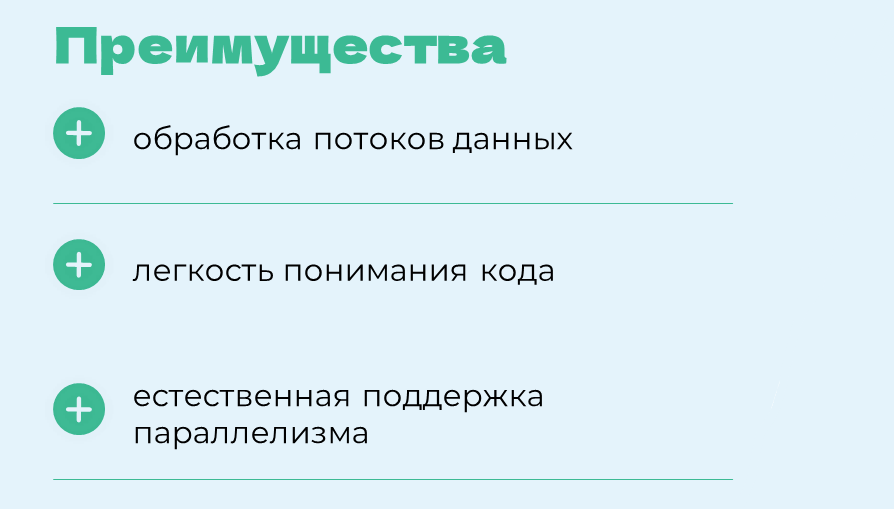 Преимущества
обработка потоков данных
легкость понимания кода
естественная поддержка
параллелизма